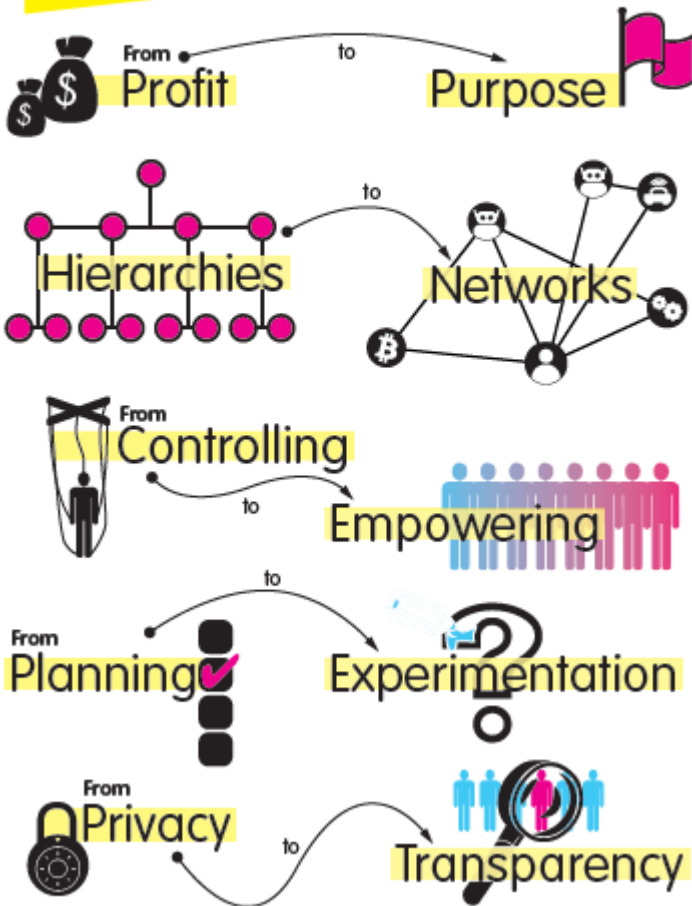 From
Profit
to
Purpose
$
$
to
Hierarchies
Networks
From
Controlling
to
Empowering
to
From
Planning
Experimentation
From
Privacy
to
Transparency